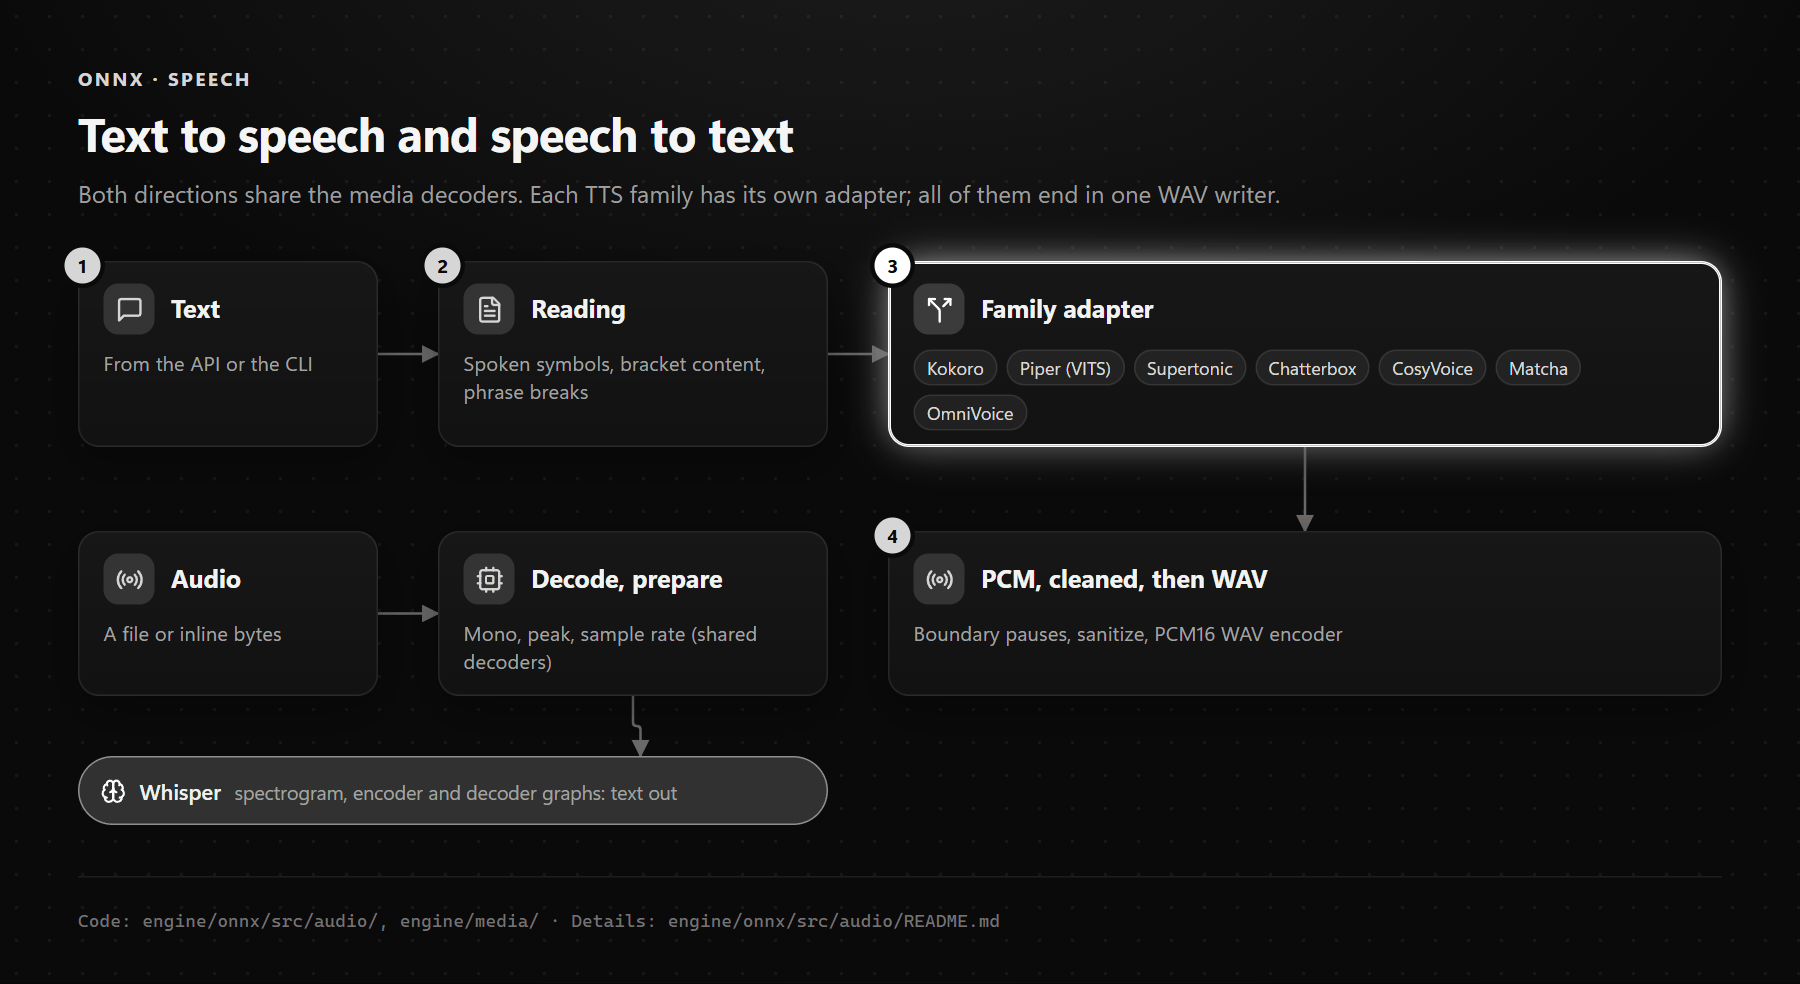 ONNX · SPEECH
Text to speech and speech to text
Both directions share the media decoders. Each TTS family has its own adapter; all of them end in one WAV writer.
1
Text
From the API or the CLI
2
Reading
Spoken symbols, bracket content,
phrase breaks
3
Family adapter
Kokoro
Piper (VITS)
Supertonic
Chatterbox
CosyVoice
Matcha
OmniVoice
Audio
A file or inline bytes
Decode, prepare
Mono, peak, sample rate (shared
decoders)
4
PCM, cleaned, then WAV
Boundary pauses, sanitize, PCM16 WAV encoder
Whisper spectrogram, encoder and decoder graphs: text out
Code: engine/onnx/src/audio/, engine/media/ · Details: engine/onnx/src/audio/README.md